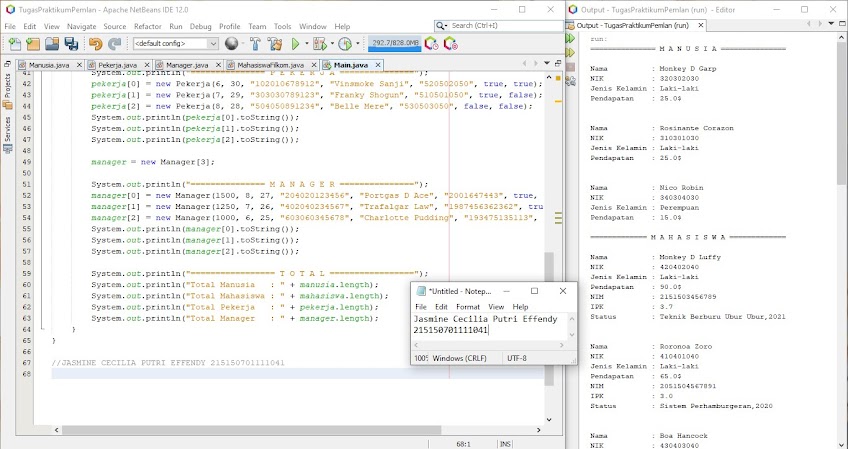 TugasPraktikumPemlan - Apache NetBeans IDE 12.0
File Edit View Navigate Source Refactor Run Debug Profile Team Tools Window Help
Search (Ctrl+I)
<default config>
292.7/828.0MB
Manusia.java Pekerja.java Manager.java MahasiswaFilkom.java Main.java
Projects
Services
41 System.out.println("=============== P E K E R J A ===============");
42 pekerja[0] = new Pekerja(6, 30, "102010678912", "Vinsmoke Sanji", "520502050", true, true);
43 pekerja[1] = new Pekerja(7, 29, "303030789123", "Franky Shogun", "510501050", true, false);
44 pekerja[2] = new Pekerja(8, 28, "504050891234", "Belle Mere", "530503050", false, false);
45 System.out.println(pekerja[0].toString());
46 System.out.println(pekerja[1].toString());
47 System.out.println(pekerja[2].toString());
48
49 manager = new Manager[3];
50
51 System.out.println("=============== M A N A G E R ===============");
52 manager[0] = new Manager(1500, 8, 27, "204020123456", "Portgas D Ace", "2001647443", true,
53 manager[1] = new Manager(1250, 7, 26, "402040234567", "Trafalgar Law", "1987456362362", true
54 manager[2] = new Manager(1000, 6, 25, "603060345678", "Charlotte Pudding", "193475135113",
55 System.out.println(manager[0].toString());
56 System.out.println(manager[1].toString());
57 System.out.println(manager[2].toString());
58
59 System.out.println("================= T O T A L =================");
60 System.out.println("Total Manusia : " + manusia.length);
61 System.out.println("Total Mahasiswa : " + mahasiswa.length);
62 System.out.println("Total Pekerja : " + pekerja.length);
63 System.out.println("Total Manager : " + manager.length);
64 }
65 }
66
67 //JASMINE CECILIA PUTRI EFFENDY 215150701111041
68
68:1 INS
*Untitled - Notep...
File Edit Format View Help
Jasmine Cecilia Putri Effendy
215150701111041
100% Windows (CRLF) UTF-8
Output - TugasPraktikumPemlan (run)
Output - TugasPraktikumPemlan (run)
run:
=============== M A N U S I A ===============
Nama : Monkey D Garp
NIK : 320302030
Jenis Kelamin : Laki-laki
Pendapatan : 25.0$
Nama : Rosinante Corazon
NIK : 310301030
Jenis Kelamin : Laki-laki
Pendapatan : 25.0$
Nama : Nico Robin
NIK : 340304030
Jenis Kelamin : Perempuan
Pendapatan : 15.0$
============= M A H A S I S W A =============
Nama : Monkey D Luffy
NIK : 420402040
Jenis Kelamin : Laki-laki
Pendapatan : 90.0$
NIM : 2151503456789
IPK : 3.7
Status : Teknik Berburu Ubur Ubur,2021
Nama : Roronoa Zoro
NIK : 410401040
Jenis Kelamin : Laki-laki
Pendapatan : 65.0$
NIM : 2051504567891
IPK : 3.0
Status : Sistem Perhamburgeran,2020
Nama : Boa Hancock
NIK : 430403040